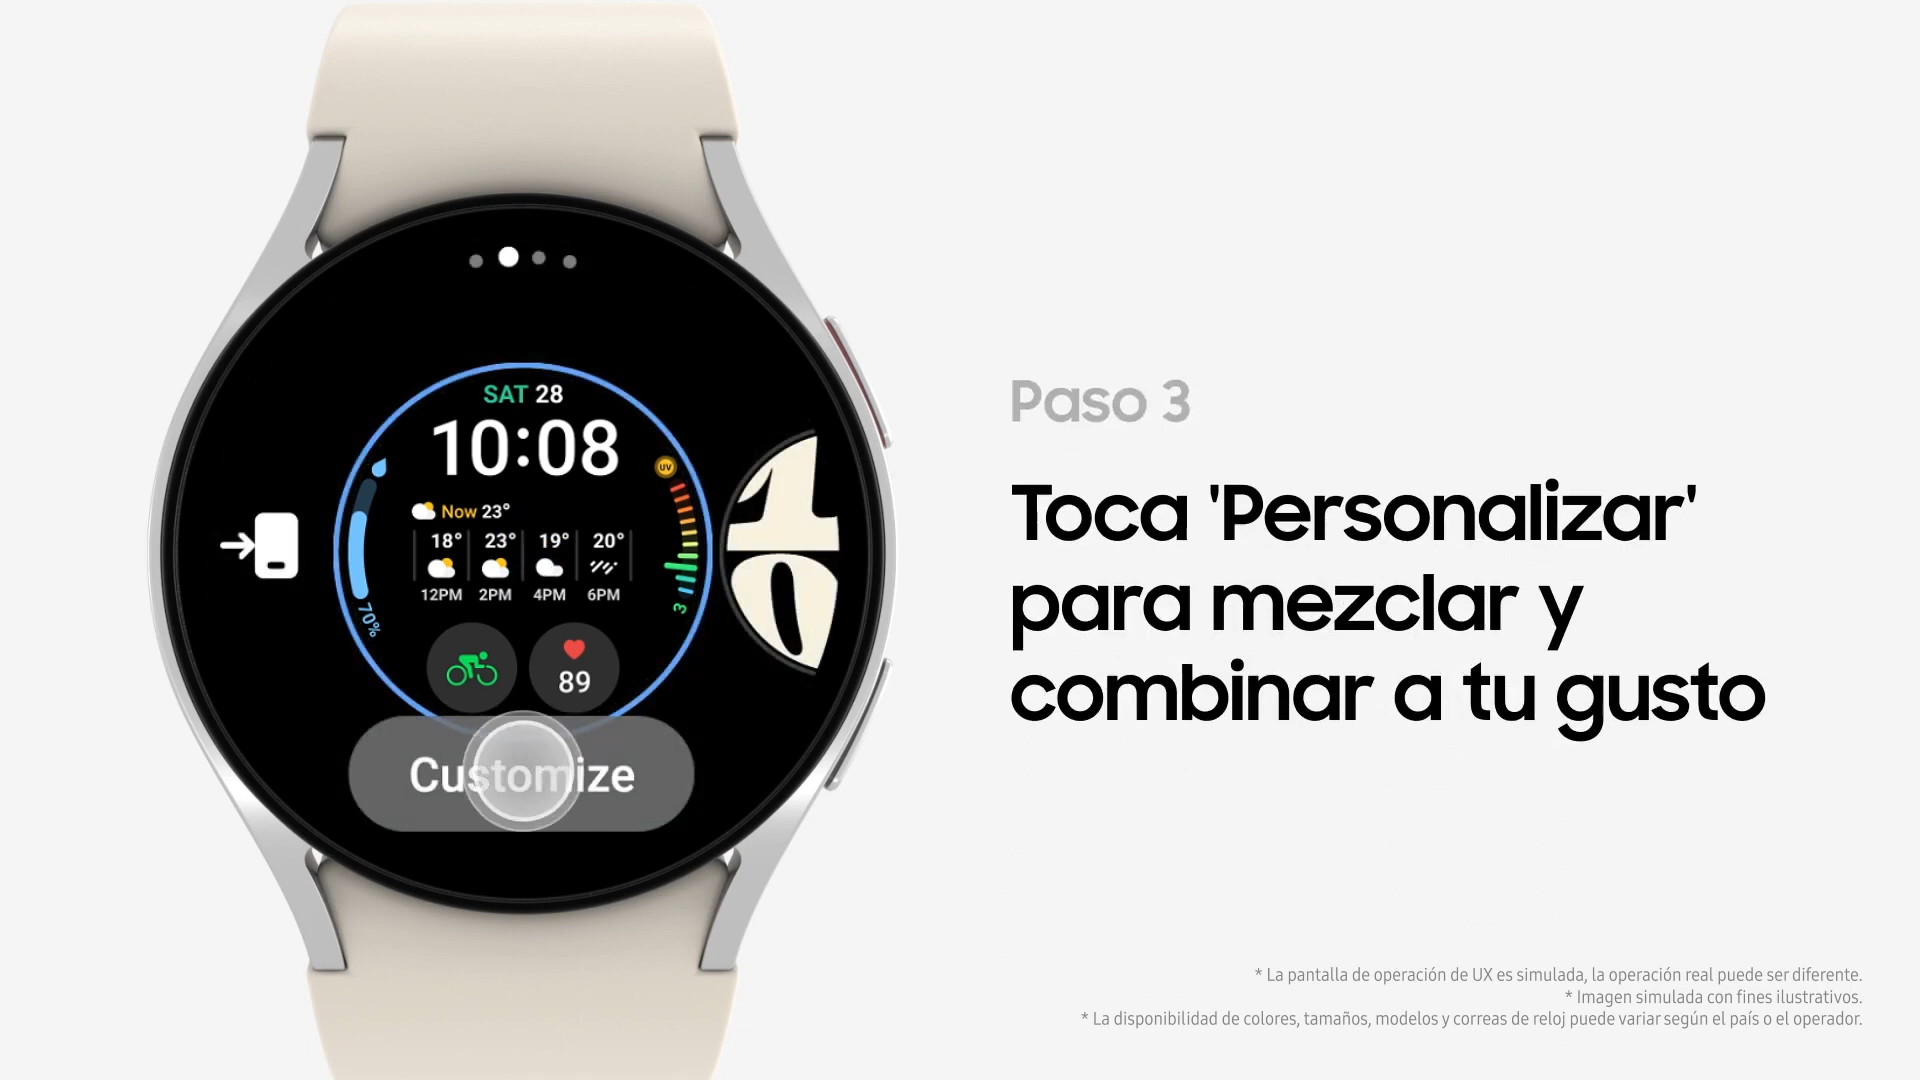 SAT 28
10:08
UV
Now 23°
18° 23° 19° 20°
12PM 2PM 4PM 6PM
70%
3
89
10
Customize
Paso 3
Toca 'Personalizar'
para mezclar y
combinar a tu gusto
* La pantalla de operación de UX es simulada, la operación real puede ser diferente.
* Imagen simulada con fines ilustrativos.
* La disponibilidad de colores, tamaños, modelos y correas de reloj puede variar según el país o el operador.